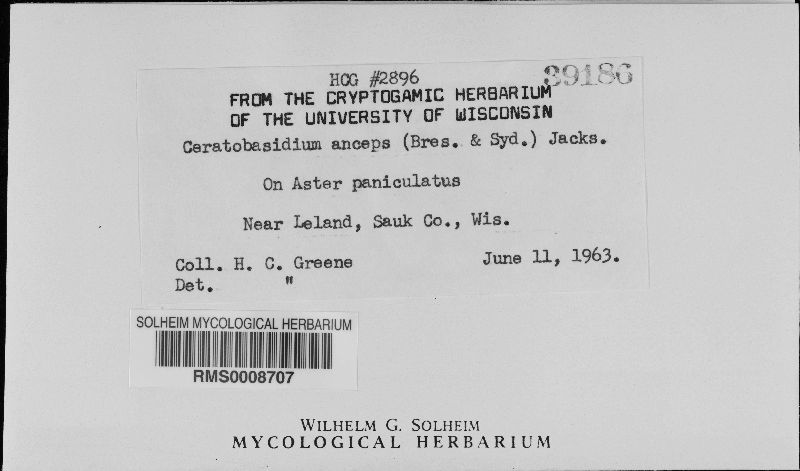 HCG #2896 39186
FROM THE CRYPTOGAMIC HERBARIUM
OF THE UNIVERSITY OF WISCONSIN
Ceratobasidium anceps (Bres. & Syd.) Jacks.
On Aster paniculatus
Near Leland, Sauk Co., Wis.
Coll. H. C. Greene June 11, 1963.
Det. "
SOLHEIM MYCOLOGICAL HERBARIUM
RMS0008707
WILHELM G. SOLHEIM
MYCOLOGICAL HERBARIUM